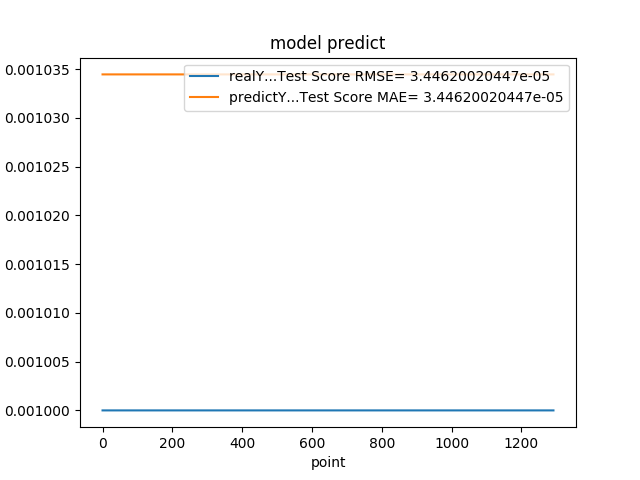 model predict
realY...Test Score RMSE= 3.44620020447e-05
predictY...Test Score MAE= 3.44620020447e-05
0.001035
0.001030
0.001025
0.001020
0.001015
0.001010
0.001005
0.001000
0 200 400 600 800 1000 1200
point